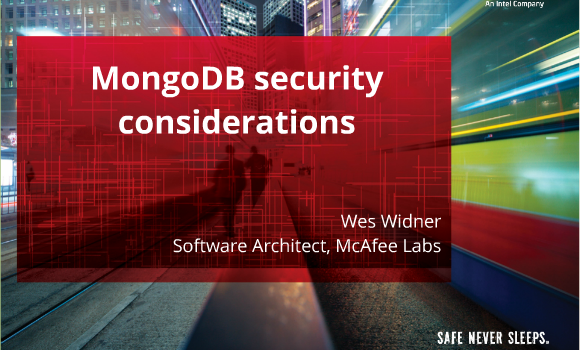 An Intel Company
MongoDB security
considerations
Wes Widner
Software Architect, McAfee Labs
SAFE NEVER SLEEPS.